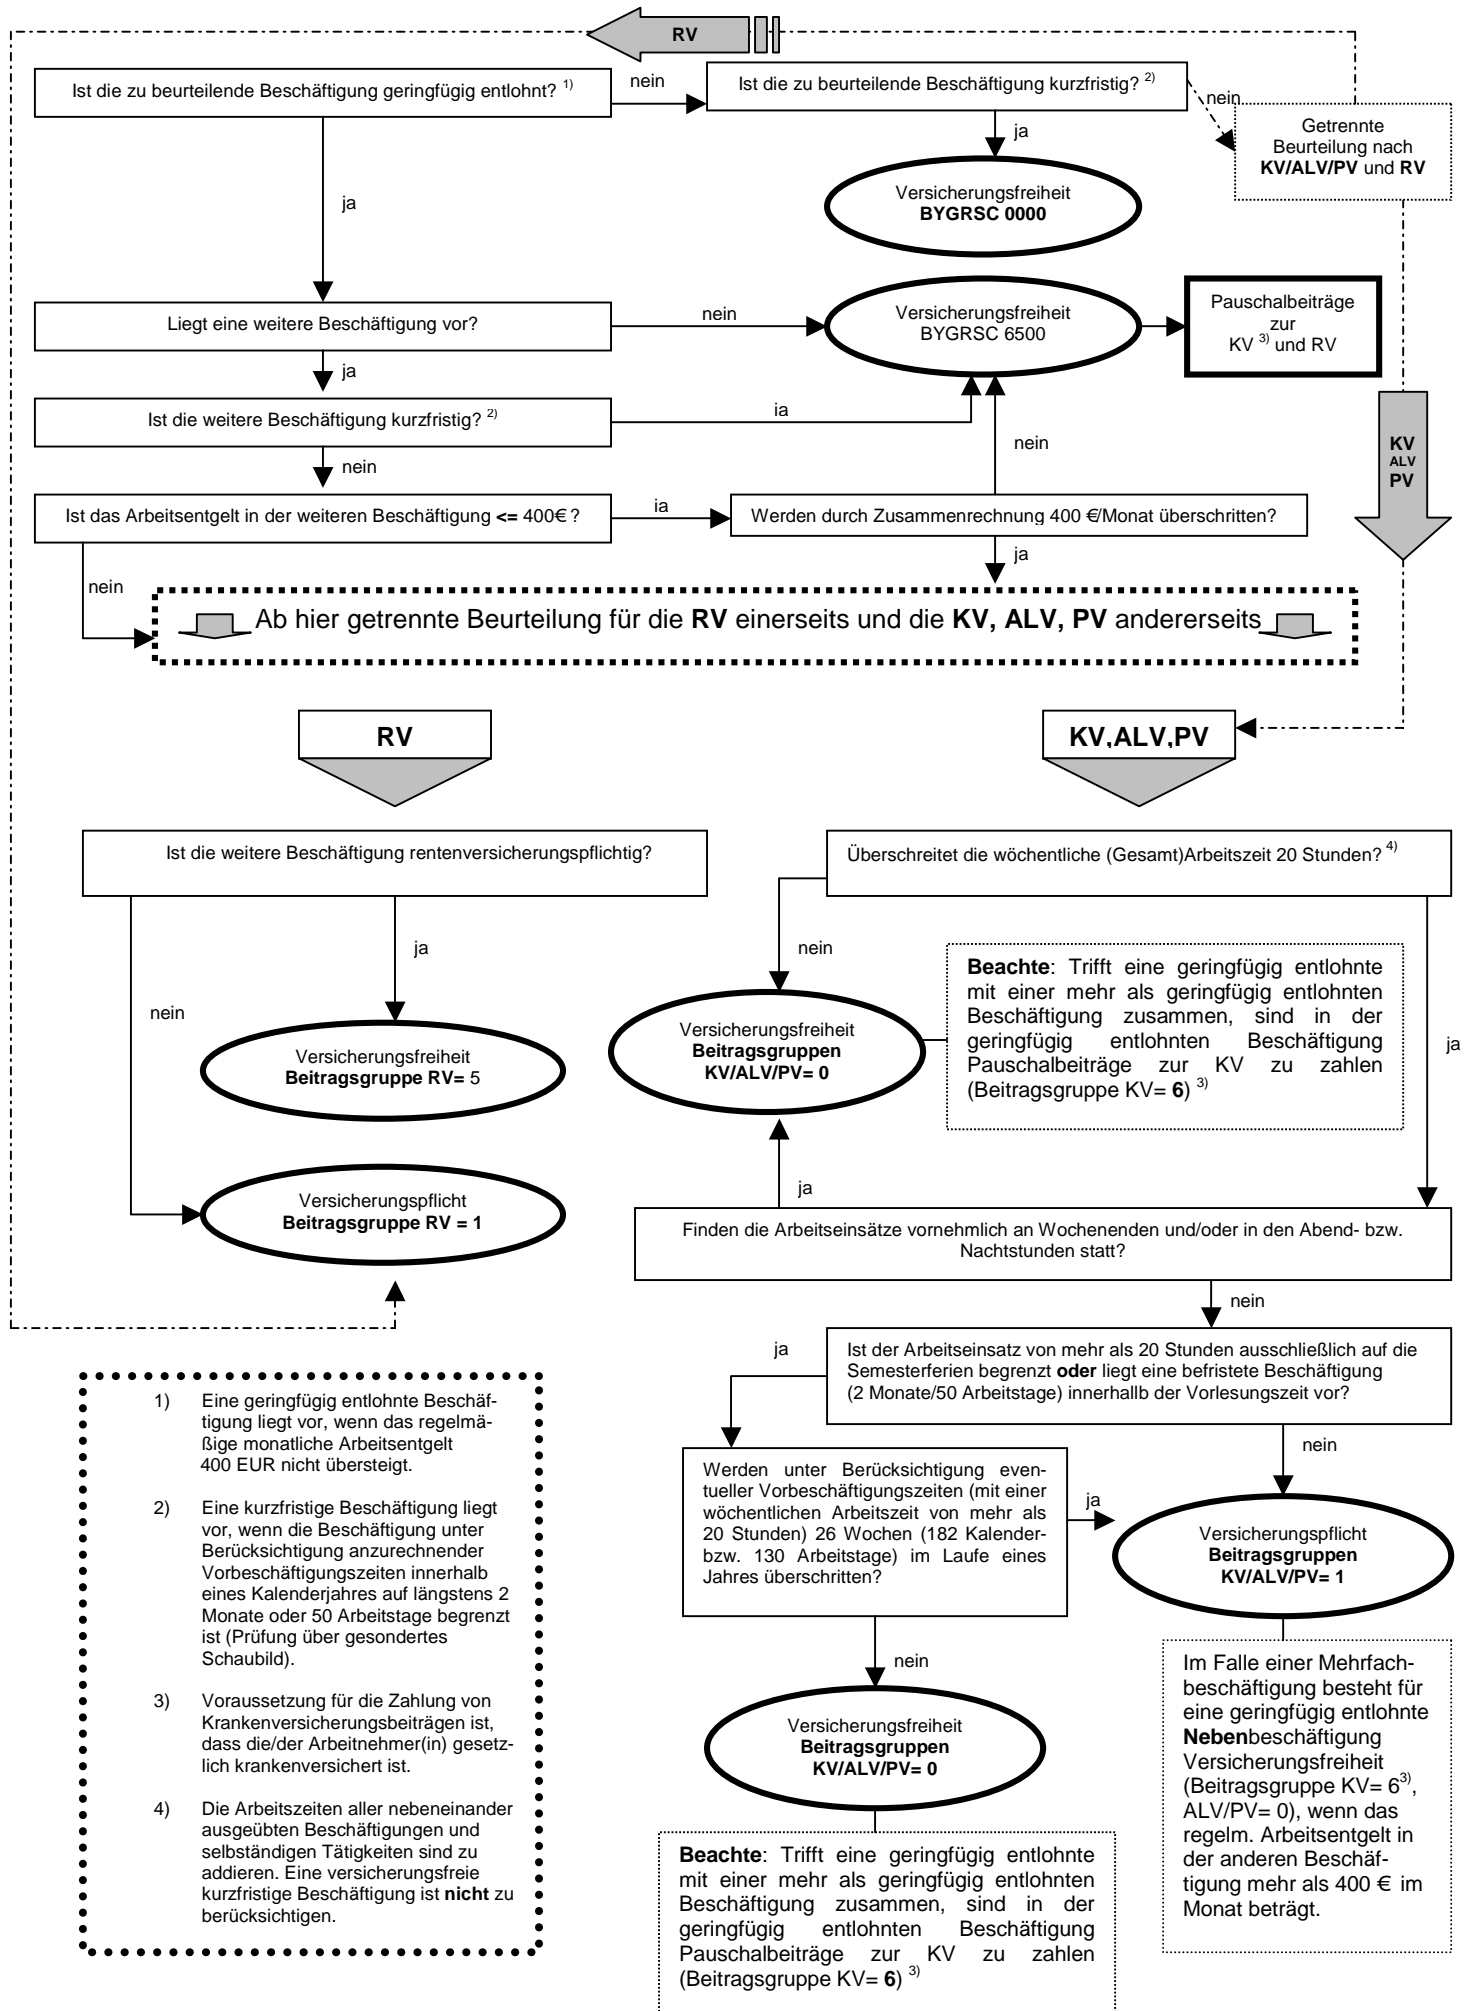 RV
Ist die zu beurteilende Beschäftigung geringfügig entlohnt? 1)
nein
Ist die zu beurteilende Beschäftigung kurzfristig? 2)
nein
Getrennte
Beurteilung nach
KV/ALV/PV und RV
ja
ja
Versicherungsfreiheit
BYGRSC 0000
Liegt eine weitere Beschäftigung vor?
nein
Versicherungsfreiheit
BYGRSC 6500
Pauschalbeiträge
zur
KV 3) und RV
ja
Ist die weitere Beschäftigung kurzfristig? 2)
ia
nein
KV
ALV
PV
nein
Ist das Arbeitsentgelt in der weiteren Beschäftigung <= 400€ ?
ia
Werden durch Zusammenrechnung 400 €/Monat überschritten?
nein
ja
Ab hier getrennte Beurteilung für die RV einerseits und die KV, ALV, PV andererseits
RV
KV,ALV,PV
Ist die weitere Beschäftigung rentenversicherungspflichtig?
Überschreitet die wöchentliche (Gesamt)Arbeitszeit 20 Stunden? 4)
ja
nein
nein
Beachte: Trifft eine geringfügig entlohnte
mit einer mehr als geringfügig entlohnten
Beschäftigung zusammen, sind in der
geringfügig entlohnten Beschäftigung
Pauschalbeiträge zur KV zu zahlen
(Beitragsgruppe KV= 6) 3)
ja
Versicherungsfreiheit
Beitragsgruppe RV= 5
Versicherungsfreiheit
Beitragsgruppen
KV/ALV/PV= 0
Versicherungspflicht
Beitragsgruppe RV = 1
ja
Finden die Arbeitseinsätze vornehmlich an Wochenenden und/oder in den Abend- bzw.
Nachtstunden statt?
nein
ja
Ist der Arbeitseinsatz von mehr als 20 Stunden ausschließlich auf die
Semesterferien begrenzt oder liegt eine befristete Beschäftigung
(2 Monate/50 Arbeitstage) innerhallb der Vorlesungszeit vor?
nein
Werden unter Berücksichtigung even-
tueller Vorbeschäftigungszeiten (mit einer
wöchentlichen Arbeitszeit von mehr als
20 Stunden) 26 Wochen (182 Kalender-
bzw. 130 Arbeitstage) im Laufe eines
Jahres überschritten?
ja
Versicherungspflicht
Beitragsgruppen
KV/ALV/PV= 1
nein
Versicherungsfreiheit
Beitragsgruppen
KV/ALV/PV= 0
Im Falle einer Mehrfach-
beschäftigung besteht für
eine geringfügig entlohnte
Nebenbeschäftigung
Versicherungsfreiheit
(Beitragsgruppe KV= 6 3),
ALV/PV= 0), wenn das
regelm. Arbeitsentgelt in
der anderen Beschäf-
tigung mehr als 400 € im
Monat beträgt.
Beachte: Trifft eine geringfügig entlohnte
mit einer mehr als geringfügig entlohnten
Beschäftigung zusammen, sind in der
geringfügig entlohnten Beschäftigung
Pauschalbeiträge zur KV zu zahlen
(Beitragsgruppe KV= 6) 3)
1) Eine geringfügig entlohnte Beschäf-
tigung liegt vor, wenn das regelmä-
ßige monatliche Arbeitsentgelt
400 EUR nicht übersteigt.
2) Eine kurzfristige Beschäftigung liegt
vor, wenn die Beschäftigung unter
Berücksichtigung anzurechnender
Vorbeschäftigungszeiten innerhalb
eines Kalenderjahres auf längstens 2
Monate oder 50 Arbeitstage begrenzt
ist (Prüfung über gesondertes
Schaubild).
3) Voraussetzung für die Zahlung von
Krankenversicherungsbeiträgen ist,
dass die/der Arbeitnehmer(in) gesetz-
lich krankenversichert ist.
4) Die Arbeitszeiten aller nebeneinander
ausgeübten Beschäftigungen und
selbständigen Tätigkeiten sind zu
addieren. Eine versicherungsfreie
kurzfristige Beschäftigung ist nicht zu
berücksichtigen.